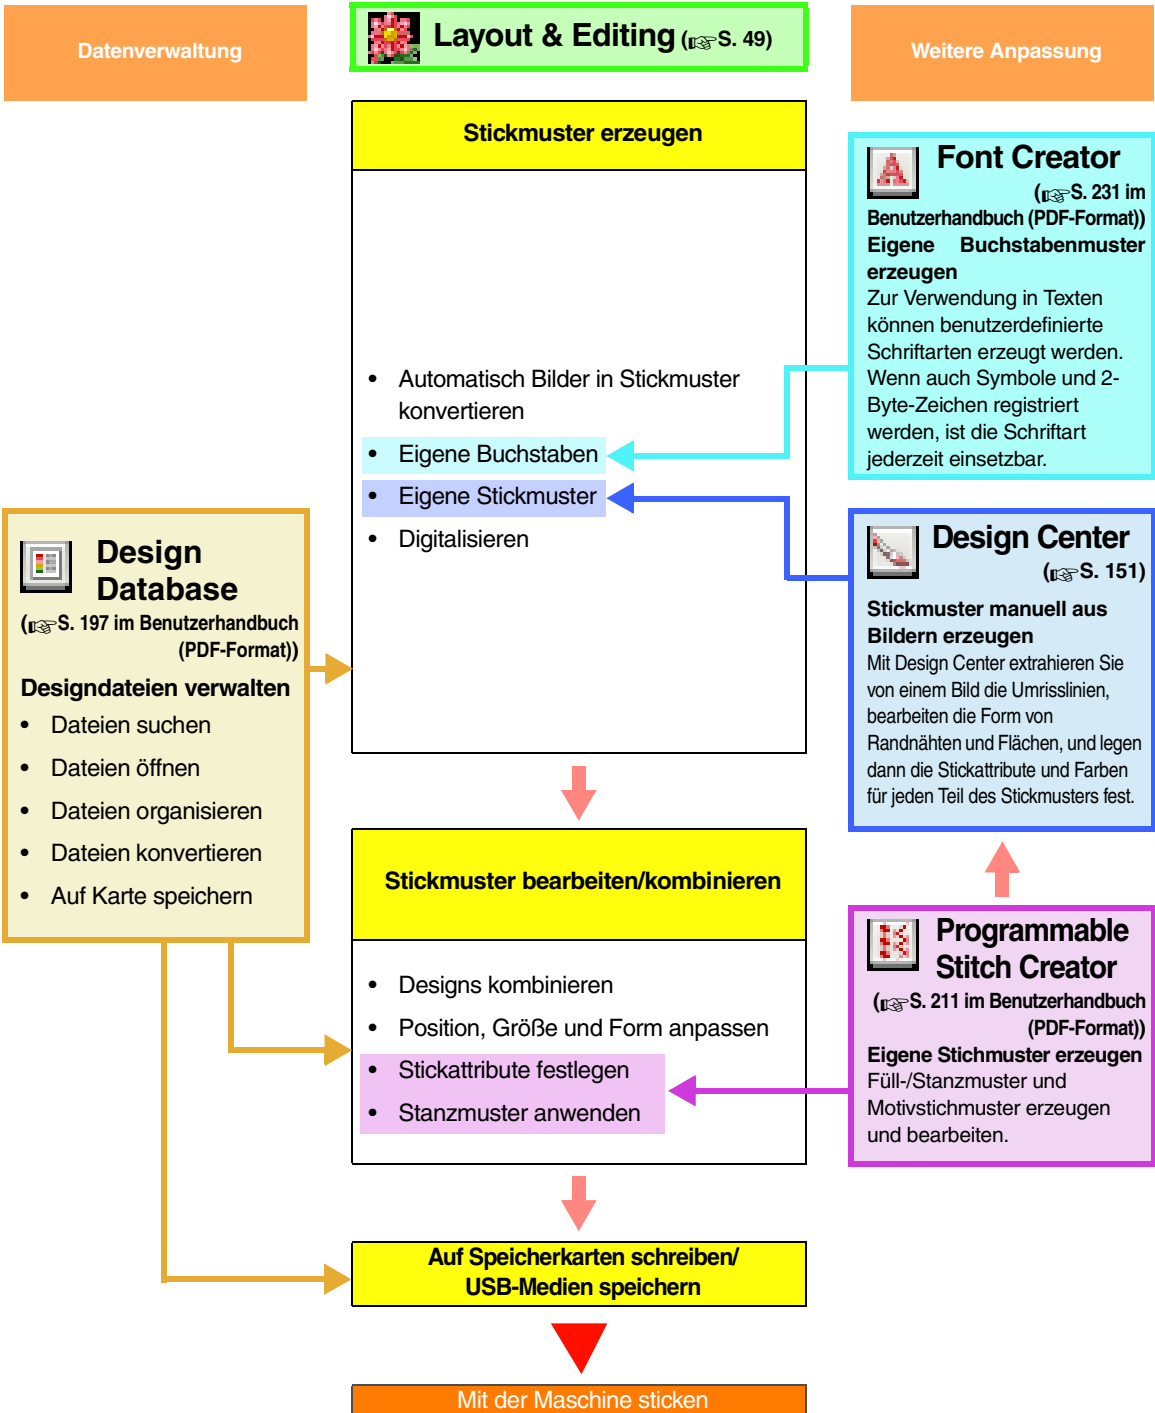 Datenverwaltung
Layout & Editing (☞S. 49)
Weitere Anpassung
Stickmuster erzeugen
• Automatisch Bilder in Stickmuster
konvertieren
• Eigene Buchstaben
• Eigene Stickmuster
• Digitalisieren
Font Creator
(☞S. 231 im
Benutzerhandbuch (PDF-Format))
Eigene Buchstabenmuster
erzeugen
Zur Verwendung in Texten
können benutzerdefinierte
Schriftarten erzeugt werden.
Wenn auch Symbole und 2-
Byte-Zeichen registriert
werden, ist die Schriftart
jederzeit einsetzbar.
Design
Database
(☞S. 197 im Benutzerhandbuch
(PDF-Format))
Designdateien verwalten
• Dateien suchen
• Dateien öffnen
• Dateien organisieren
• Dateien konvertieren
• Auf Karte speichern
Design Center
(☞S. 151)
Stickmuster manuell aus
Bildern erzeugen
Mit Design Center extrahieren Sie
von einem Bild die Umrisslinien,
bearbeiten die Form von
Randnähten und Flächen, und legen
dann die Stickattribute und Farben
für jeden Teil des Stickmusters fest.
Stickmuster bearbeiten/kombinieren
• Designs kombinieren
• Position, Größe und Form anpassen
• Stickattribute festlegen
• Stanzmuster anwenden
Programmable
Stitch Creator
(☞S. 211 im Benutzerhandbuch
(PDF-Format))
Eigene Stichmuster erzeugen
Füll-/Stanzmuster und
Motivstichmuster erzeugen
und bearbeiten.
Auf Speicherkarten schreiben/
USB-Medien speichern
Mit der Maschine sticken